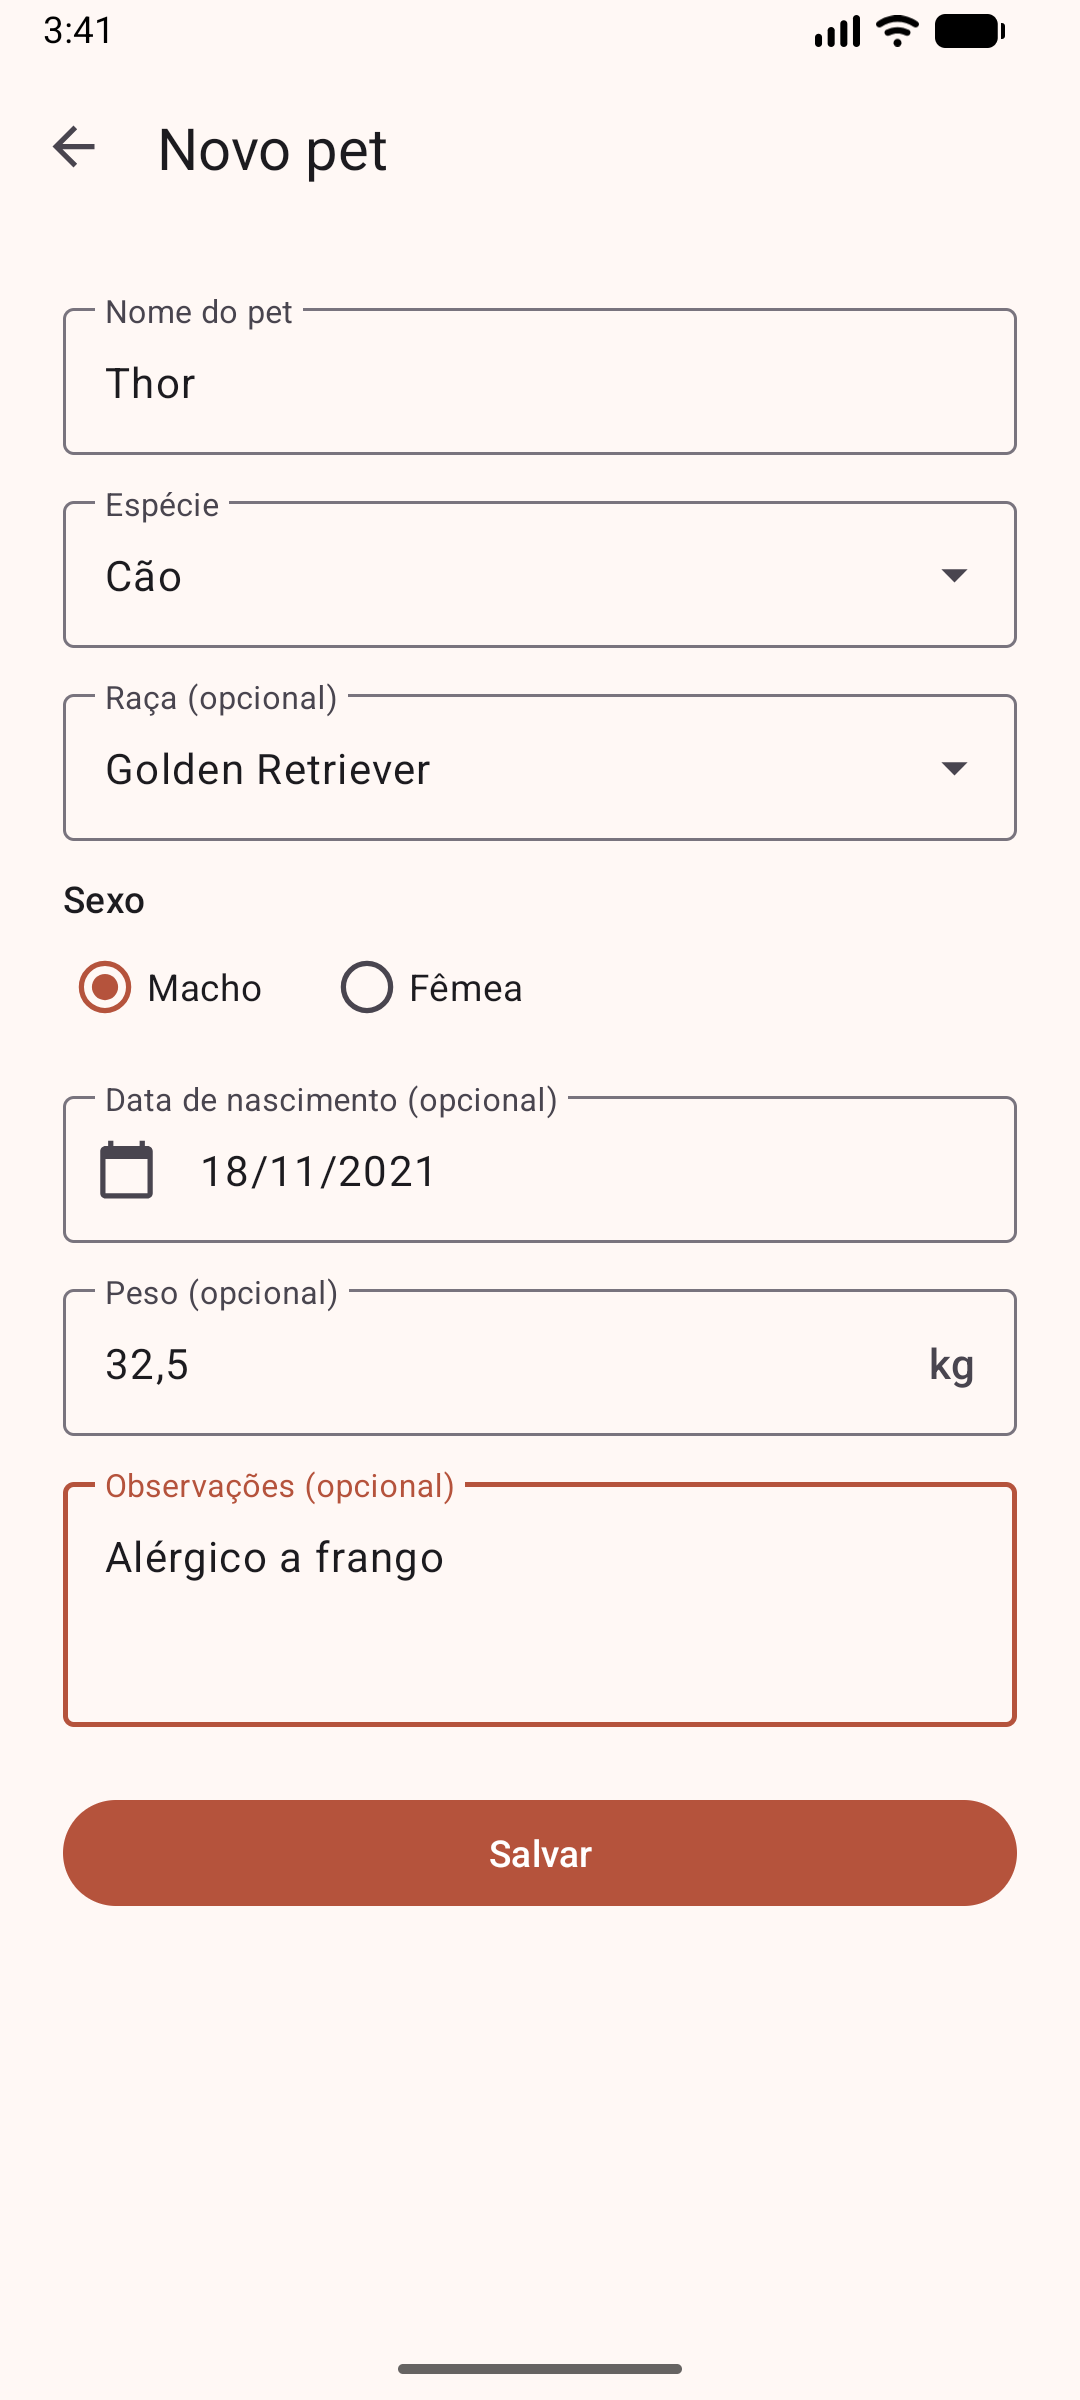 3:41
Novo pet
Nome do pet
Thor
Espécie
Cão
Raça (opcional)
Golden Retriever
Sexo
Macho
Fêmea
Data de nascimento (opcional)
18/11/2021
Peso (opcional)
32,5 kg
Observações (opcional)
Alérgico a frango
Salvar